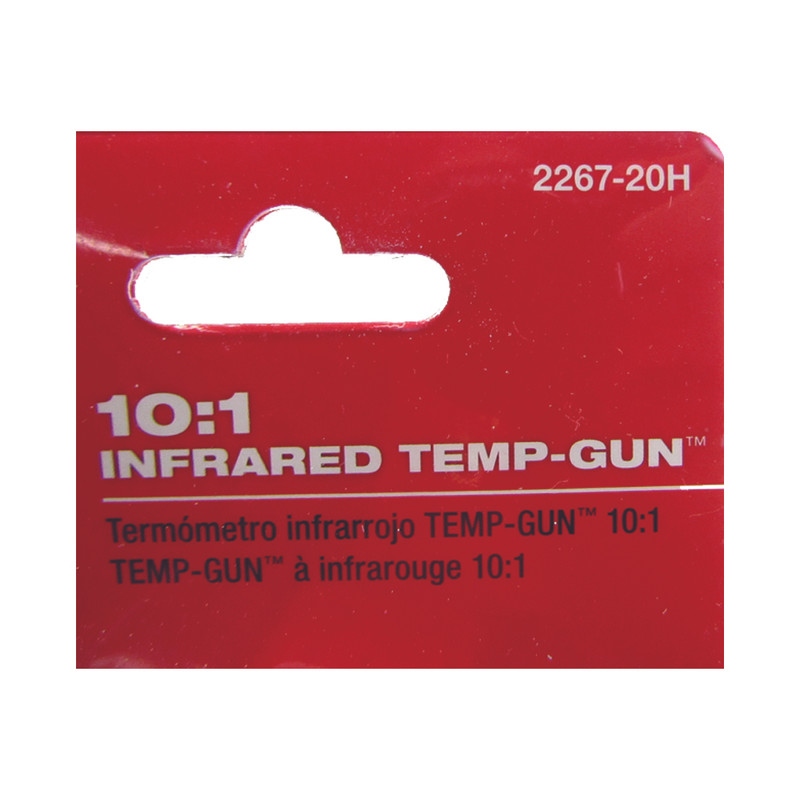 2267-20H
10:1
INFRARED TEMP-GUN™
Termómetro infrarrojo TEMP-GUN™ 10:1
TEMP-GUN™ à infrarouge 10:1